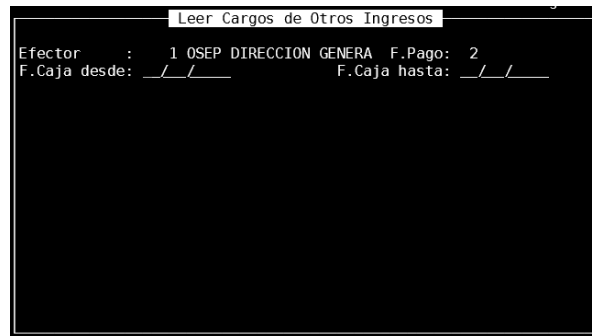 Leer Cargos de Otros Ingresos
Efector : 1 OSEP DIRECCION GENERA F.Pago: 2
F.Caja desde: __/__/____ F.Caja hasta: __/__/____